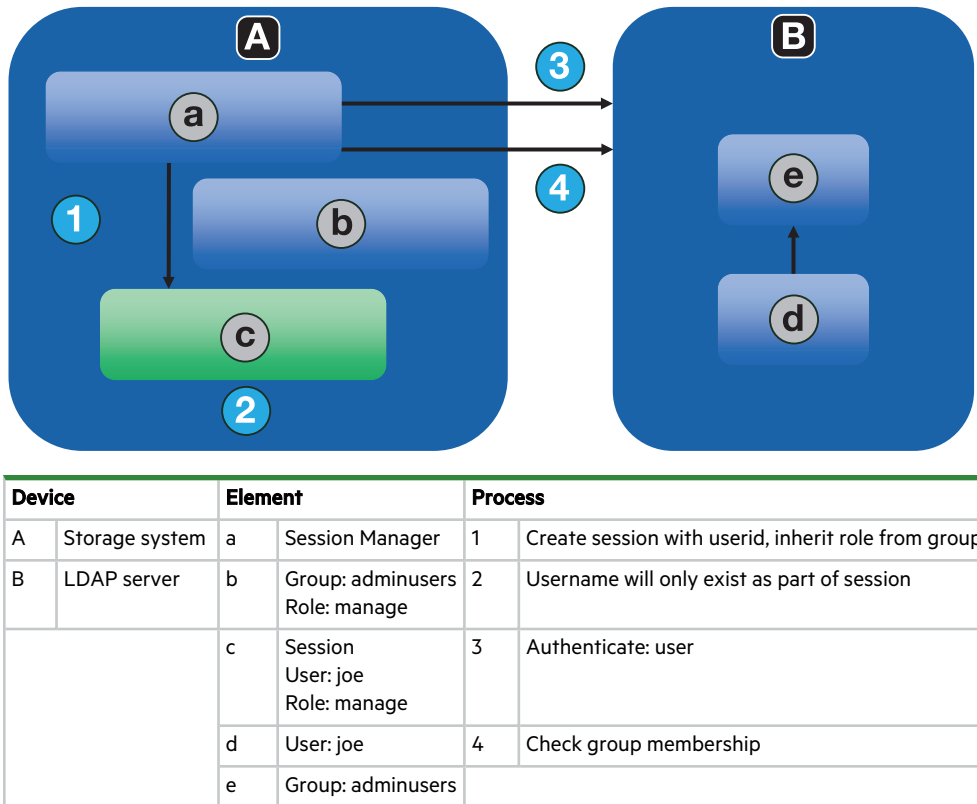 A
B
3
a
4
e
1
b
d
c
2
Device Element Process
A Storage system a Session Manager 1 Create session with userid, inherit role from group
B LDAP server b Group: adminusers 2 Username will only exist as part of session
Role: manage
c Session 3 Authenticate: user
User: joe
Role: manage
d User: joe 4 Check group membership
e Group: adminusers